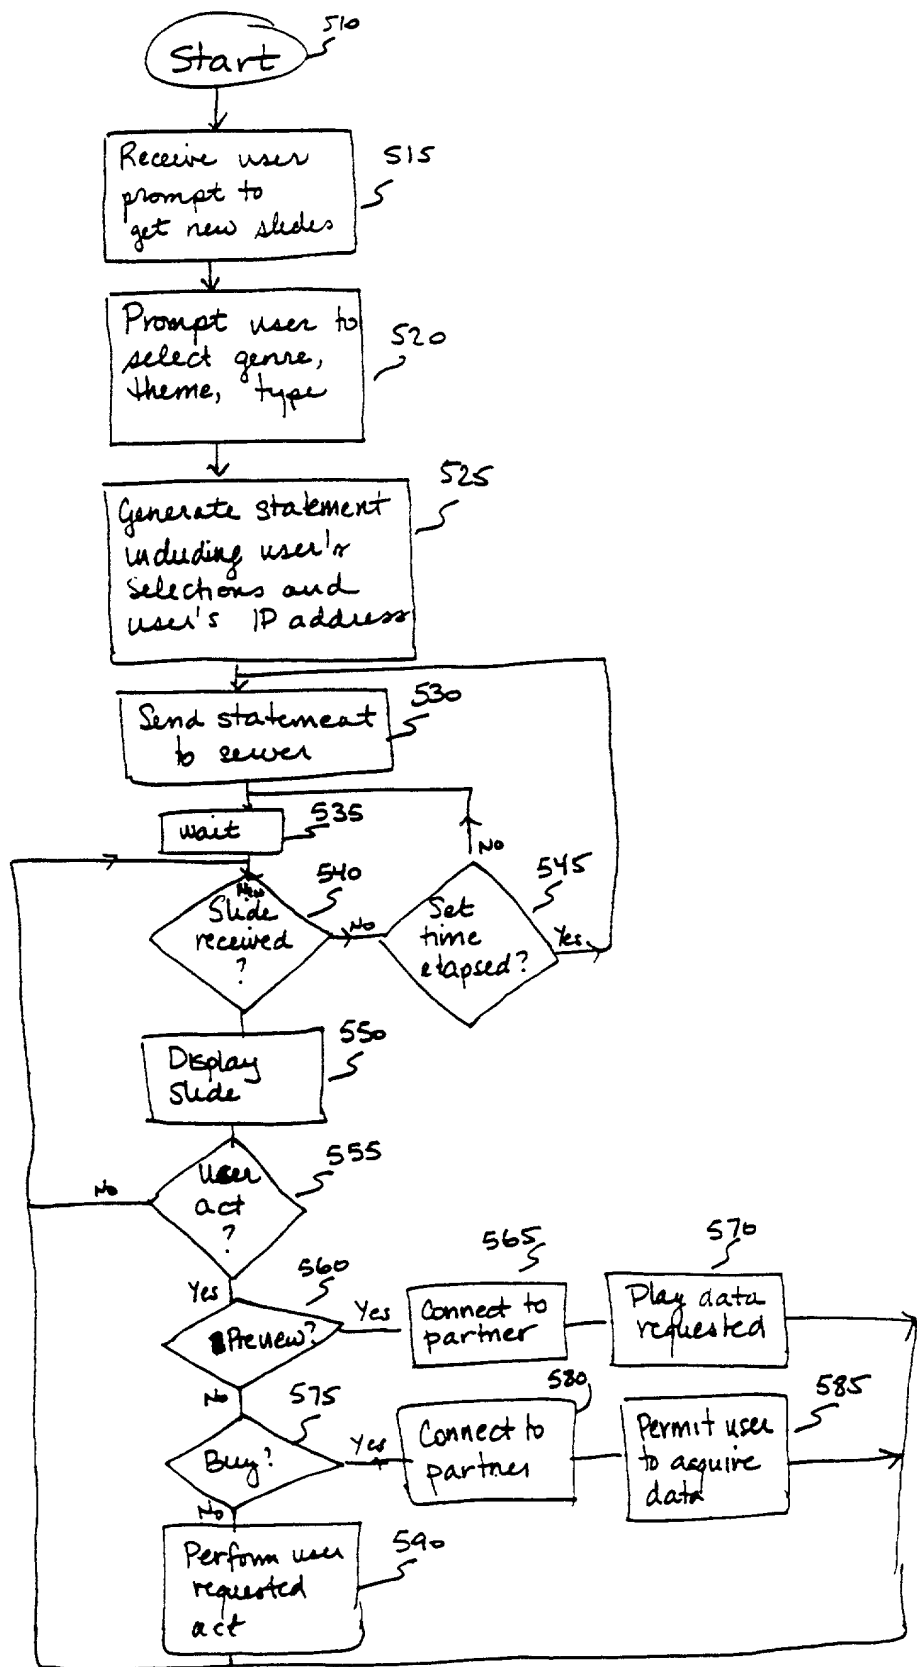 510
Start
Receive user
prompt to
get new slides
515
Prompt user to
select genre,
theme, type
520
525
Generate statement
including user's
selections and
user's IP address
530
Send statement
to server
535
wait
540
New
Slide
received
?
No
No
545
Set
time
elapsed?
Yes
550
Display
Slide
555
User
act
?
No
Yes
560
Preview?
Yes
565
Connect to
partner
570
Play data
requested
No
575
Buy?
Yes
580
Connect to
partner
585
Permit user
to acquire
data
No
590
Perform user
requested
act